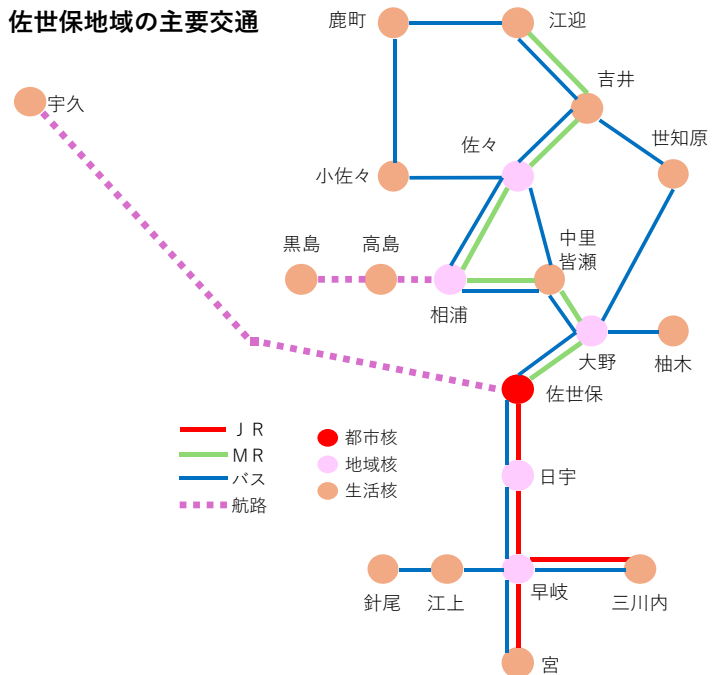 佐世保地域の主要交通
鹿町
江迎
吉井
宇久
佐々
世知原
小佐々
黒島
高島
中里
皆瀬
相浦
大野
柚木
佐世保
ＪＲ
ＭＲ
バス
航路
都市核
地域核
生活核
日宇
針尾
江上
早岐
三川内
宮